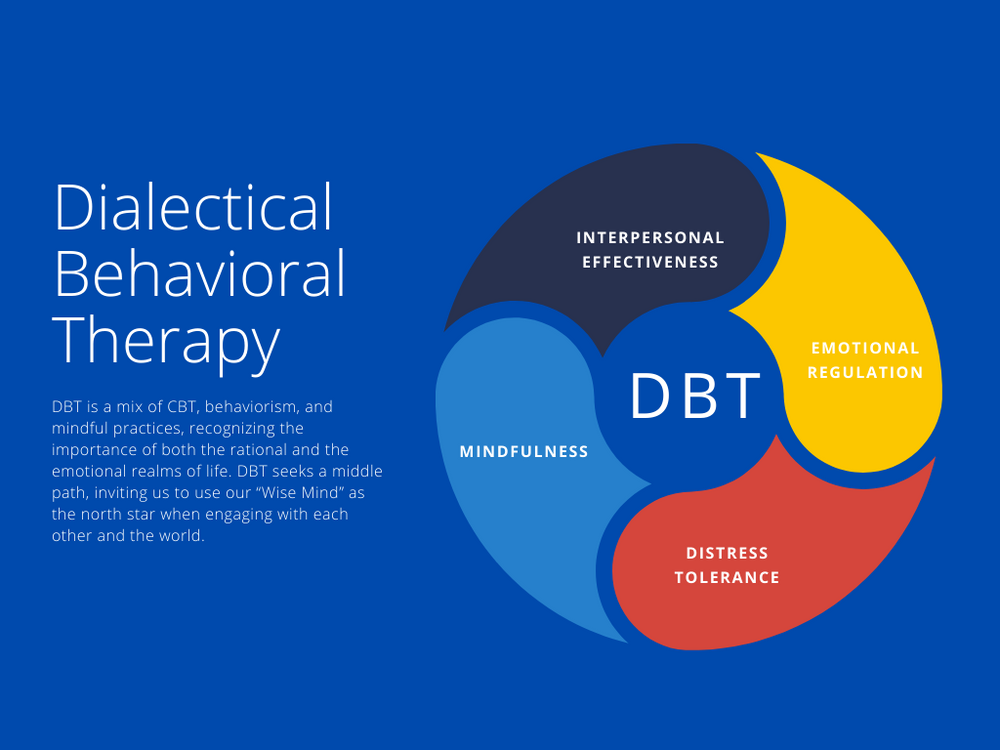 Dialectical
Behavioral
Therapy
DBT is a mix of CBT, behaviorism, and
mindful practices, recognizing the
importance of both the rational and the
emotional realms of life. DBT seeks a middle
path, inviting us to use our “Wise Mind” as
the north star when engaging with each
other and the world.
INTERPERSONAL
EFFECTIVENESS
EMOTIONAL
REGULATION
DBT
MINDFULNESS
DISTRESS
TOLERANCE